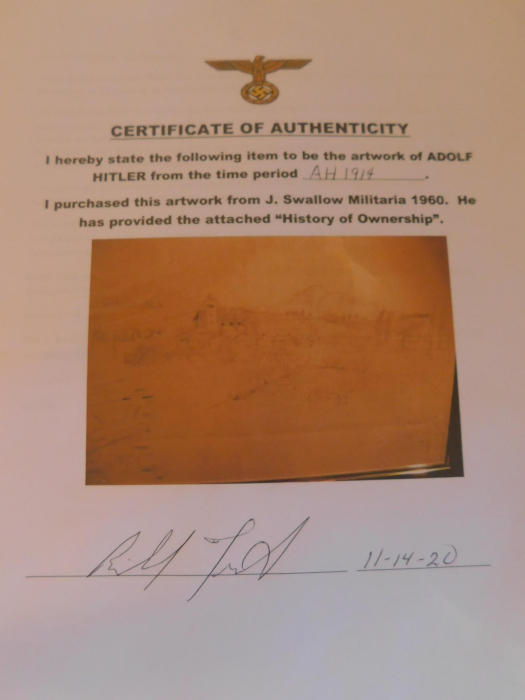 CERTIFICATE OF AUTHENTICITY
I hereby state the following item to be the artwork of ADOLF
HITLER from the time period AH 1914.
I purchased this artwork from J. Swallow Militaria 1960. He
has provided the attached “History of Ownership”.
11-14-20